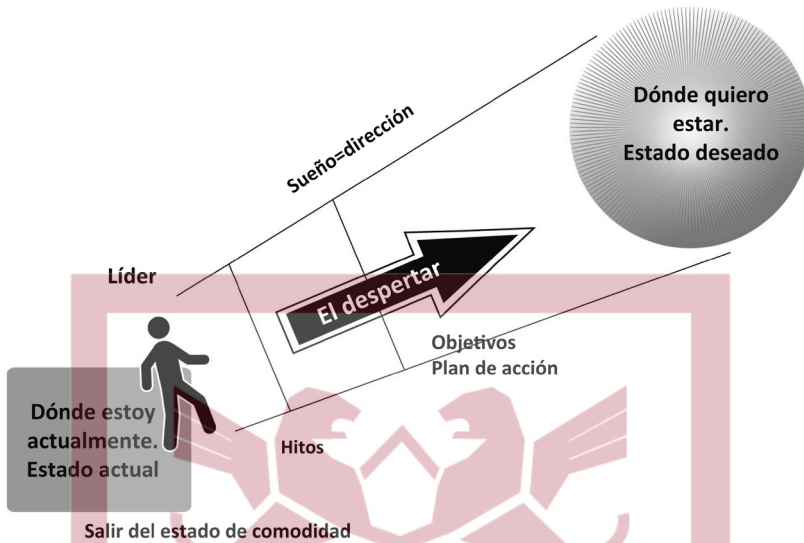 Dónde quiero
estar.
Estado deseado
Sueño=dirección
Líder
El despertar
Objetivos
Plan de acción
Dónde estoy
actualmente.
Estado actual
Hitos
Salir del estado de comodidad